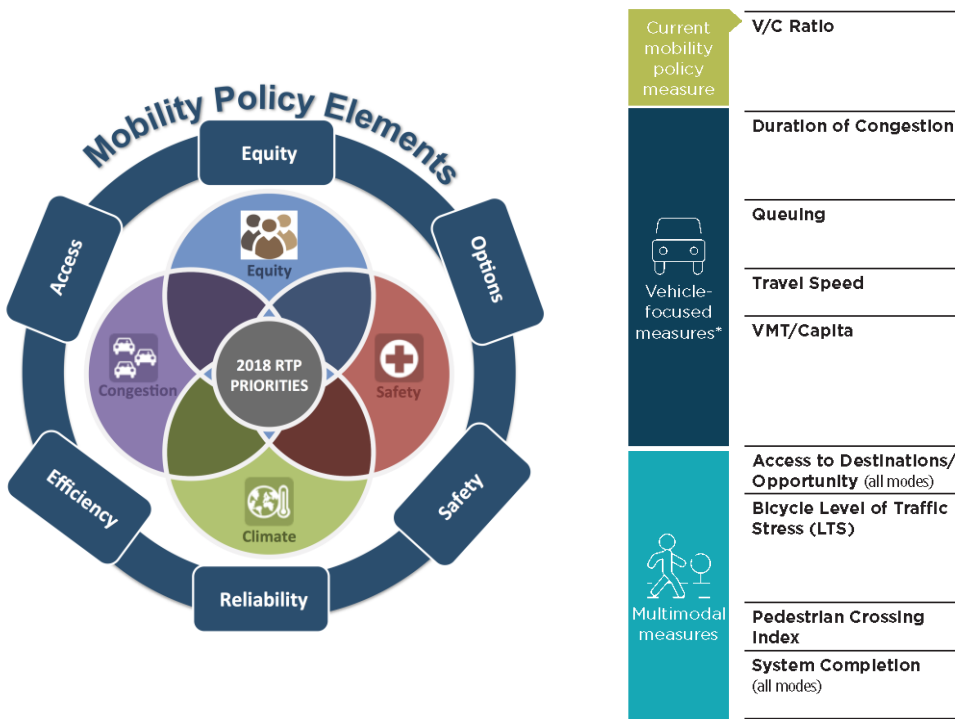 Mobility Policy Elements
Equity
Access
Options
Equity
Congestion
2018 RTP
PRIORITIES
Safety
Climate
Efficiency
Safety
Reliability
Current
mobility
policy
measure
V/C Ratio
Vehicle-
focused
measures*
Duration of Congestion
Queuing
Travel Speed
VMT/Capita
Multimodal
measures
Access to Destinations/
Opportunity (all modes)
Bicycle Level of Traffic
Stress (LTS)
Pedestrian Crossing
Index
System Completion
(all modes)